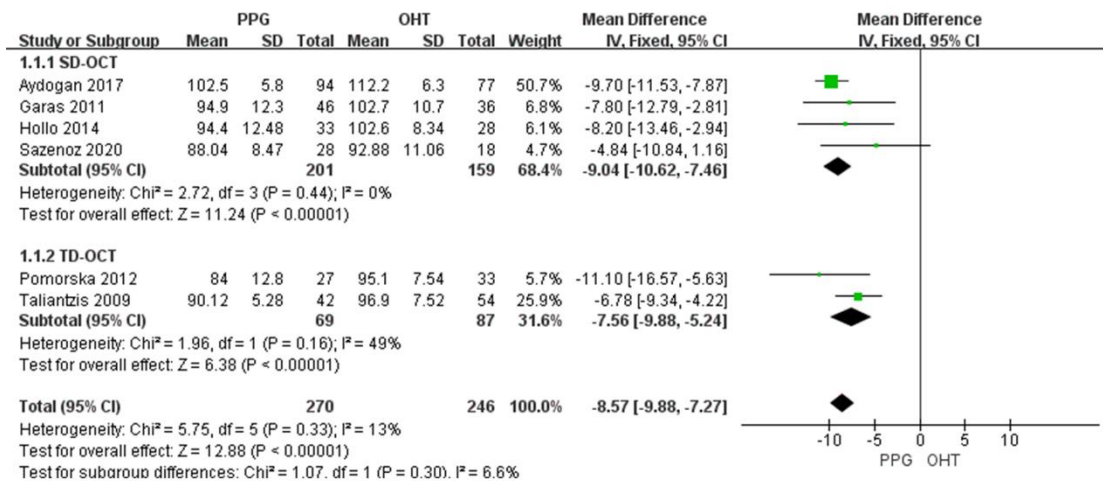 PPG OHT Mean Difference Mean Difference
Study or Subgroup Mean SD Total Mean SD Total Weight IV, Fixed, 95% CI IV, Fixed, 95% CI
1.1.1 SD-OCT
Aydogan 2017 102.5 5.8 94 112.2 6.3 77 50.7% -9.70 [-11.53, -7.87]
Garas 2011 94.9 12.3 46 102.7 10.7 36 6.8% -7.80 [-12.79, -2.81]
Hollo 2014 94.4 12.48 33 102.6 8.34 28 6.1% -8.20 [-13.46, -2.94]
Sazenoz 2020 88.04 8.47 28 92.88 11.06 18 4.7% -4.84 [-10.84, 1.16]
Subtotal (95% CI) 201 159 68.4% -9.04 [-10.62, -7.46]
Heterogeneity: Chi² = 2.72, df = 3 (P = 0.44); I² = 0%
Test for overall effect: Z = 11.24 (P < 0.00001)
1.1.2 TD-OCT
Pomorska 2012 84 12.8 27 95.1 7.54 33 5.7% -11.10 [-16.57, -5.63]
Taliantzis 2009 90.12 5.28 42 96.9 7.52 54 25.9% -6.78 [-9.34, -4.22]
Subtotal (95% CI) 69 87 31.6% -7.56 [-9.88, -5.24]
Heterogeneity: Chi² = 1.96, df = 1 (P = 0.16); I² = 49%
Test for overall effect: Z = 6.38 (P < 0.00001)
Total (95% CI) 270 246 100.0% -8.57 [-9.88, -7.27]
Heterogeneity: Chi² = 5.75, df = 5 (P = 0.33); I² = 13%
Test for overall effect: Z = 12.88 (P < 0.00001)
Test for subgroup differences: Chi² = 1.07, df = 1 (P = 0.30), I² = 6.6%
-10 -5 0 5 10
PPG OHT